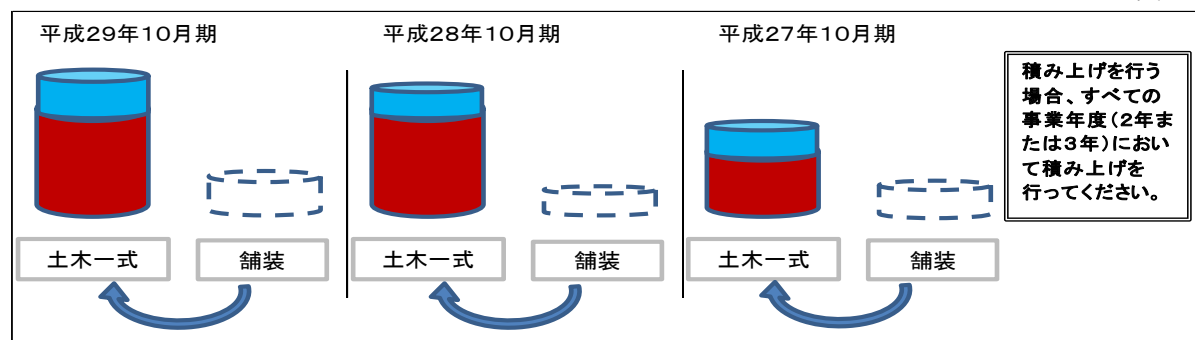 平成29年10月期
平成28年10月期
平成27年10月期
積み上げを行う
場合、すべての
事業年度(2年ま
たは3年)におい
て積み上げを
行ってください。
土木一式
舗装
土木一式
舗装
土木一式
舗装